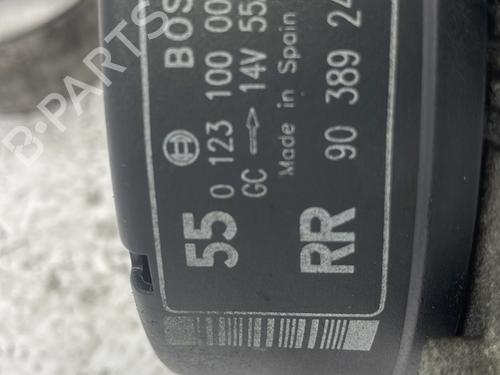 BOS
0 123 100 00
GC → 14V 55
Made in Spain
90 389 24
55
RR
B-PARTS